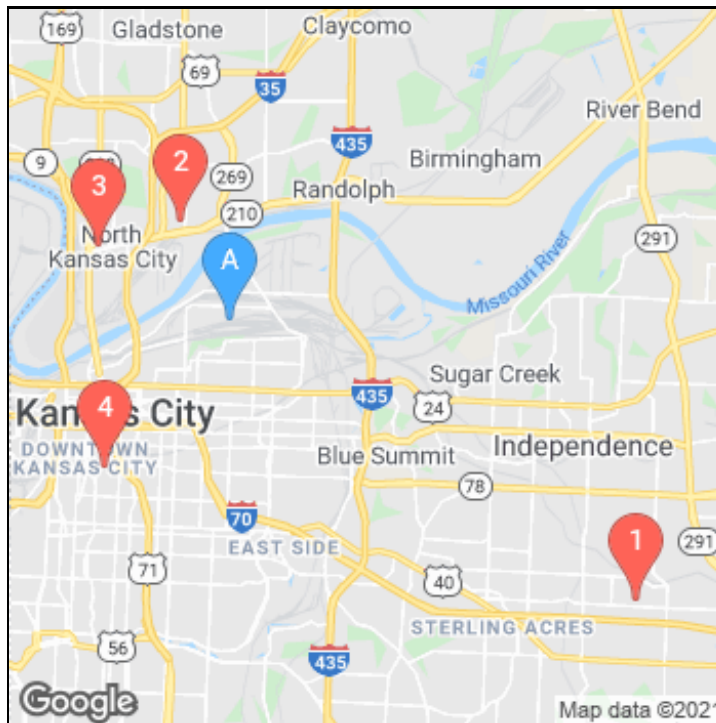 169
Gladstone
Claycomo
69
35
River Bend
435
Birmingham
9
2
269
3
Randolph
210
North
Kansas City
291
A
Missouri River
Sugar Creek
435
24
4
Kansas City
DOWNTOWN
KANSAS CITY
Blue Summit
Independence
78
70
1
EAST SIDE
291
71
40
STERLING ACRES
56
435
Google
Map data ©2021